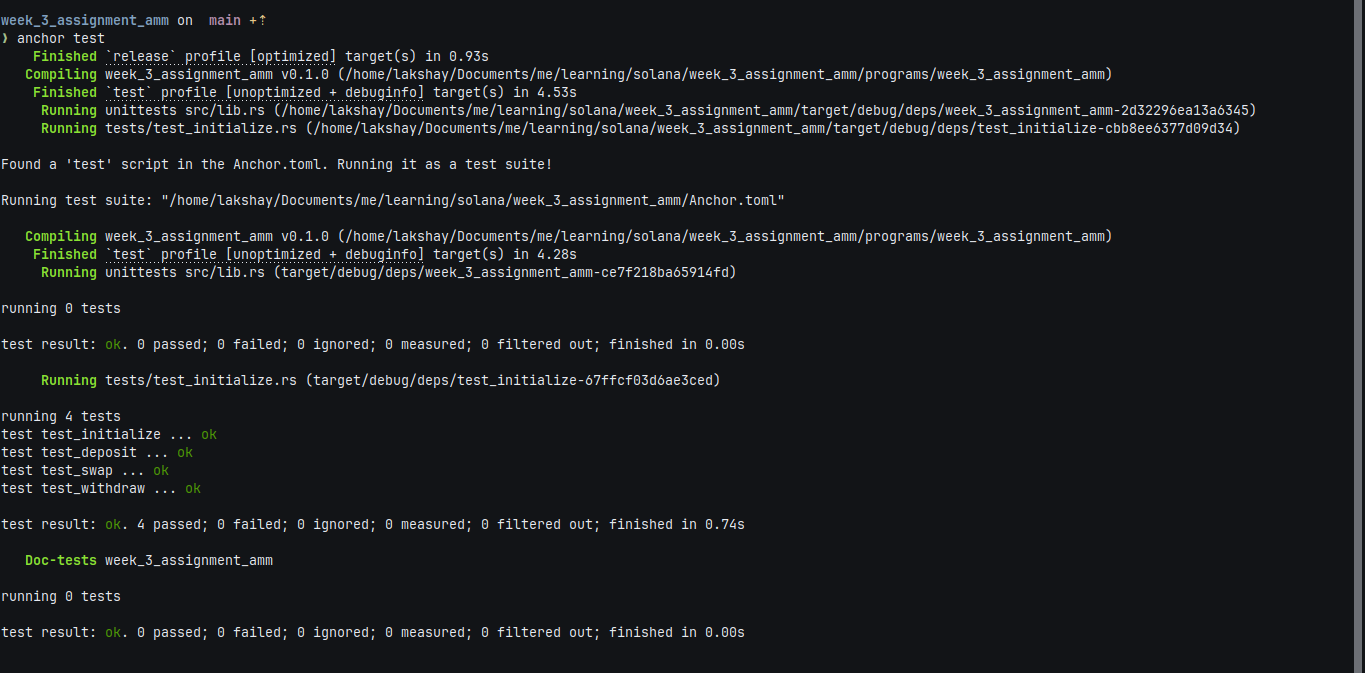 week_3_assignment_amm on main +↑
❯ anchor test
Finished `release` profile [optimized] target(s) in 0.93s
Compiling week_3_assignment_amm v0.1.0 (/home/lakshay/Documents/me/learning/solana/week_3_assignment_amm/programs/week_3_assignment_amm)
Finished `test` profile [unoptimized + debuginfo] target(s) in 4.53s
Running unittests src/lib.rs (/home/lakshay/Documents/me/learning/solana/week_3_assignment_amm/target/debug/deps/week_3_assignment_amm-2d32296ea13a6345)
Running tests/test_initialize.rs (/home/lakshay/Documents/me/learning/solana/week_3_assignment_amm/target/debug/deps/test_initialize-cbb8ee6377d09d34)
Found a 'test' script in the Anchor.toml. Running it as a test suite!
Running test suite: "/home/lakshay/Documents/me/learning/solana/week_3_assignment_amm/Anchor.toml"
Compiling week_3_assignment_amm v0.1.0 (/home/lakshay/Documents/me/learning/solana/week_3_assignment_amm/programs/week_3_assignment_amm)
Finished `test` profile [unoptimized + debuginfo] target(s) in 4.28s
Running unittests src/lib.rs (target/debug/deps/week_3_assignment_amm-ce7f218ba65914fd)
running 0 tests
test result: ok. 0 passed; 0 failed; 0 ignored; 0 measured; 0 filtered out; finished in 0.00s
Running tests/test_initialize.rs (target/debug/deps/test_initialize-67ffcf03d6ae3ced)
running 4 tests
test test_initialize ... ok
test test_deposit ... ok
test test_swap ... ok
test test_withdraw ... ok
test result: ok. 4 passed; 0 failed; 0 ignored; 0 measured; 0 filtered out; finished in 0.74s
Doc-tests week_3_assignment_amm
running 0 tests
test result: ok. 0 passed; 0 failed; 0 ignored; 0 measured; 0 filtered out; finished in 0.00s